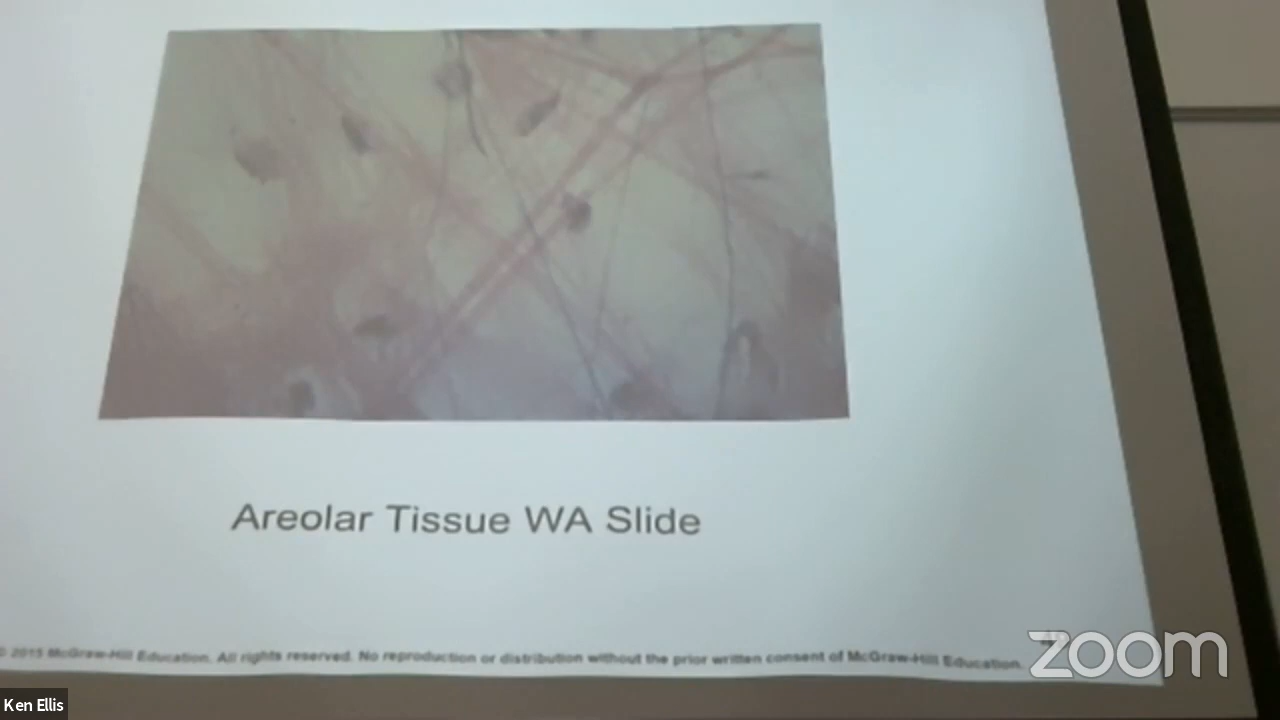 Areolar Tissue WA Slide
© 2015 McGraw-Hill Education. All rights reserved. No reproduction or distribution without the prior written consent of McGraw-Hill Education.
zoom
Ken Ellis